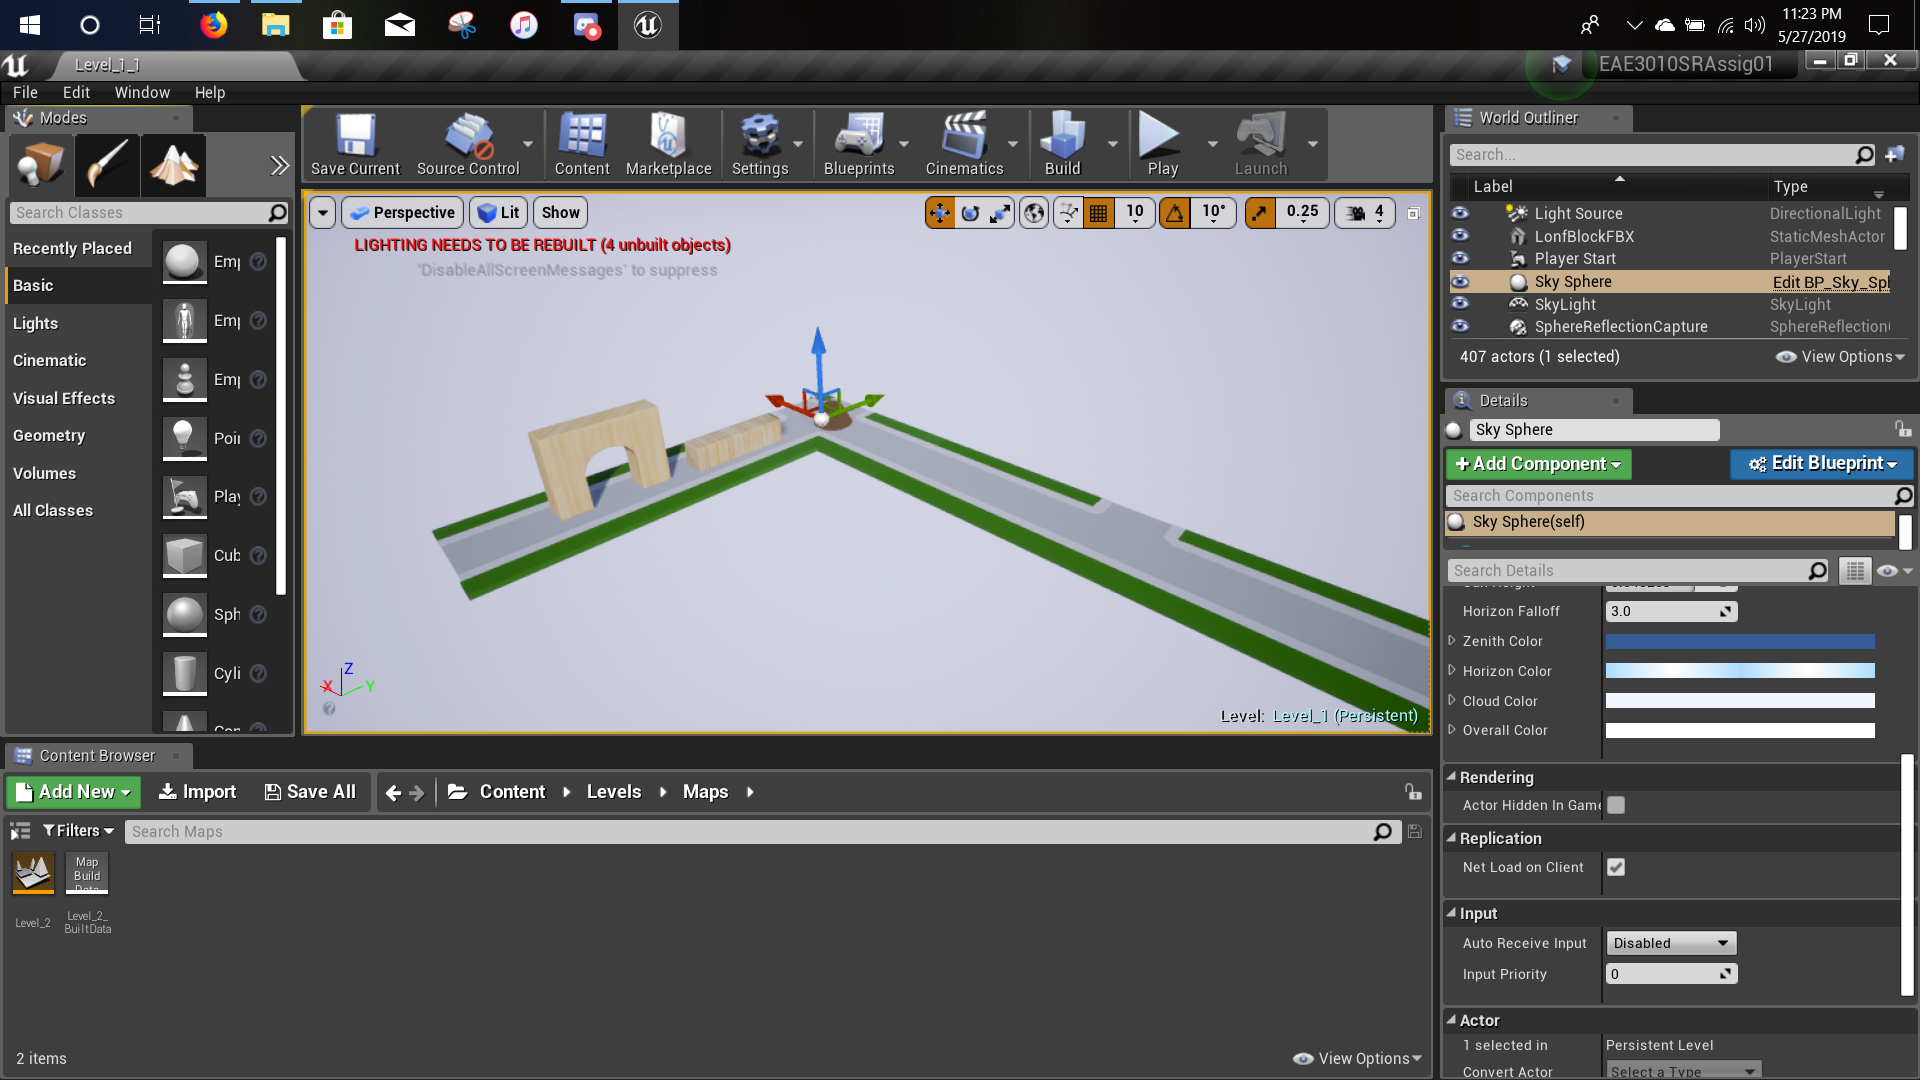 11:23 PM
5/27/2019
Level_1_1
EAE3010SRAssig01
File Edit Window Help
Modes
Search Classes
Recently Placed
Basic
Lights
Cinematic
Visual Effects
Geometry
Volumes
All Classes
Emp
Emp
Emp
Poi
Play
Cub
Sph
Cyli
Save Current Source Control Content Marketplace Settings Blueprints Cinematics Build Play Launch
Perspective Lit Show 10 10° 0.25 4
LIGHTING NEEDS TO BE REBUILT (4 unbuilt objects)
'DisableAllScreenMessages' to suppress
Z
X Y
Level: Level_1 (Persistent)
World Outliner
Search...
Label Type
Light Source DirectionalLight
LonfBlockFBX StaticMeshActor
Player Start PlayerStart
Sky Sphere Edit BP_Sky_Spl
SkyLight SkyLight
SphereReflectionCapture SphereReflection
407 actors (1 selected) View Options
Details
Sky Sphere
+Add Component Edit Blueprint
Search Components
Sky Sphere(self)
Search Details
Horizon Falloff 3.0
Zenith Color
Horizon Color
Cloud Color
Overall Color
Rendering
Actor Hidden In Game
Replication
Net Load on Client
Input
Auto Receive Input Disabled
Input Priority 0
Actor
1 selected in Persistent Level
Convert Actor Select a Type
Content Browser
Add New Import Save All Content Levels Maps
Filters Search Maps
Map
Build
Data
Level_2
Level_2_
BuiltData
2 items View Options